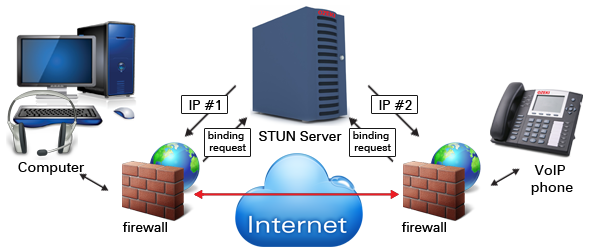 IP #1
IP #2
binding
request
STUN Server
binding
request
Computer
VoIP
phone
firewall
Internet
firewall